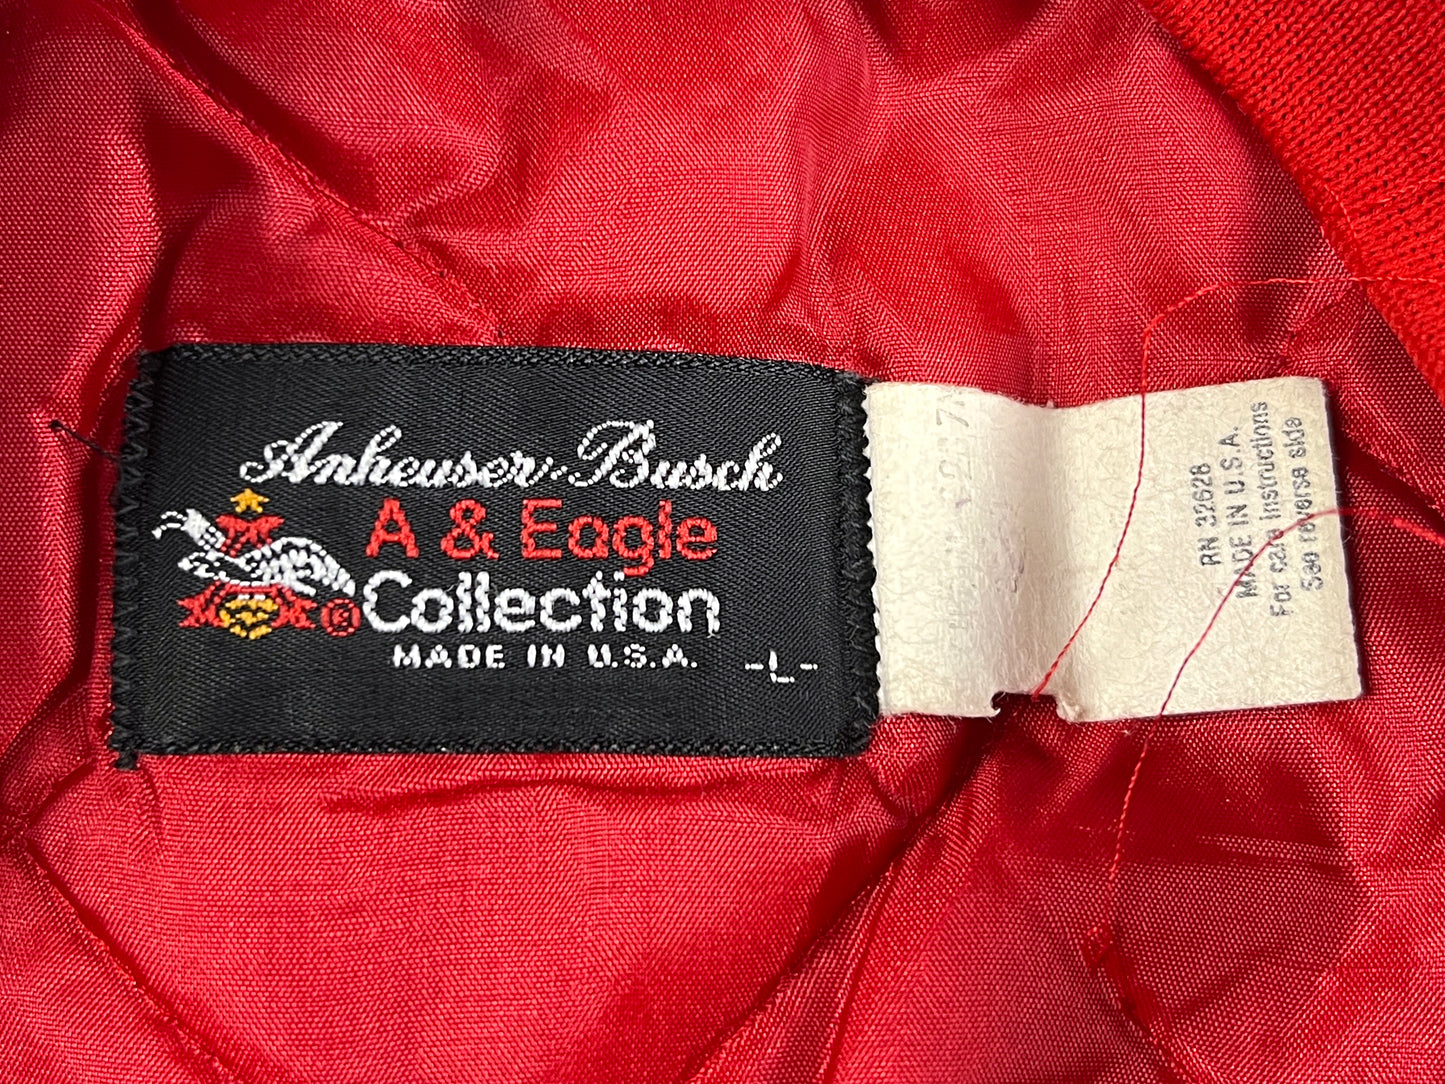 Anheuser-Busch
A & Eagle
Collection
®
MADE IN U.S.A.
-L-
RN 32628
MADE IN U.S.A.
For care Instructions
See reverse side